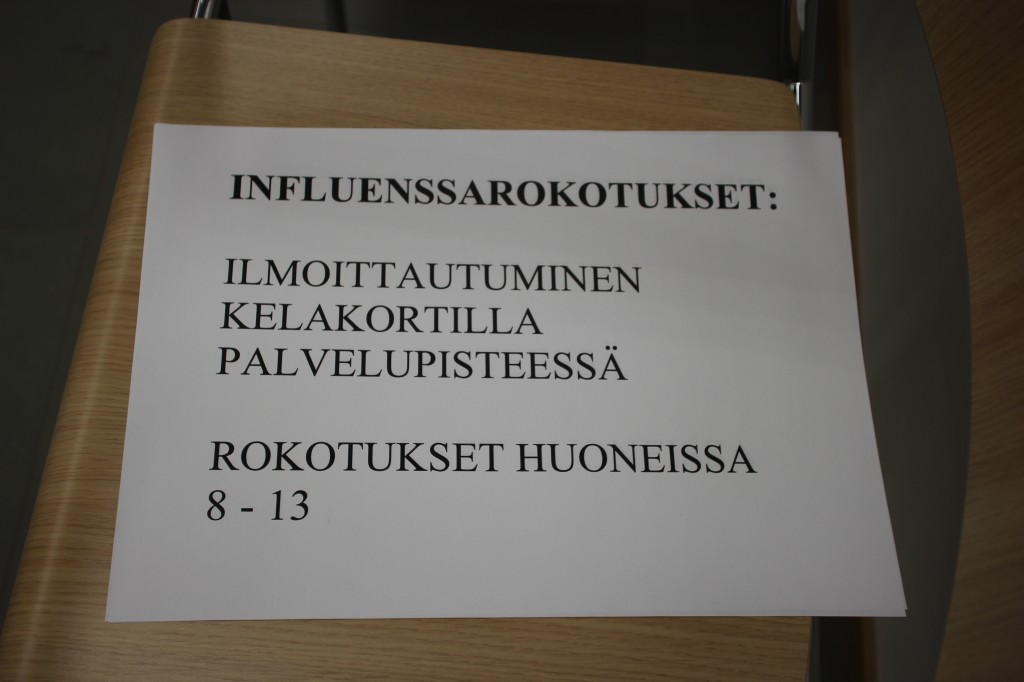 INFLUENSSAROKOTUKSET:
ILMOITTAUTUMINEN
KELAKORTILLA
PALVELUPISTEESSÄ
ROKOTUKSET HUONEISSA
8 - 13